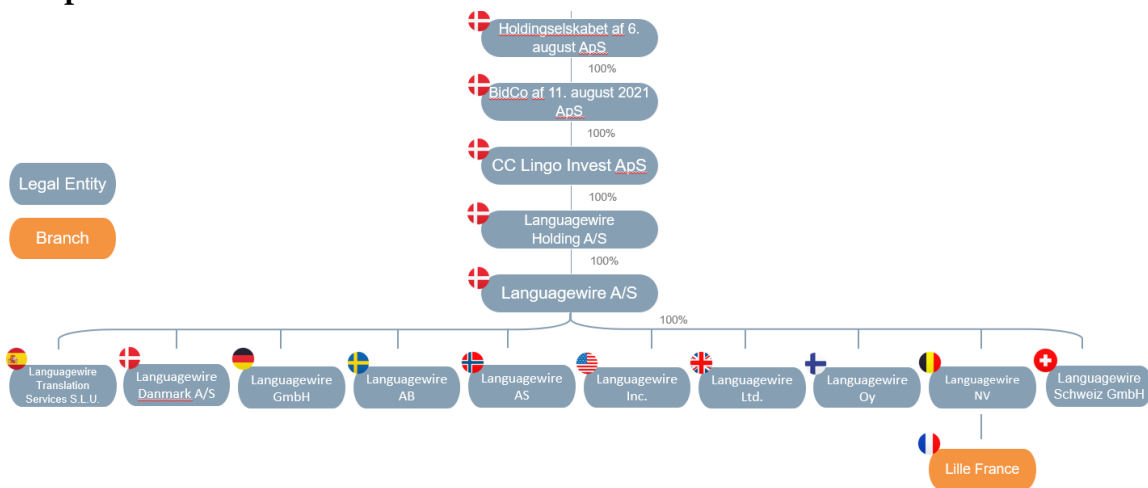 Holdingselskabet af 6.
august ApS
100%
BidCo af 11. august 2021
ApS
100%
CC Lingo Invest ApS
100%
Languagewire
Holding A/S
100%
Languagewire A/S
100%
Legal Entity
Branch
Languagewire
Translation
Services S.L.U.
Languagewire
Danmark A/S
Languagewire
GmbH
Languagewire
AB
Languagewire
AS
Languagewire
Inc.
Languagewire
Ltd.
Languagewire
Oy
Languagewire
NV
Languagewire
Schweiz GmbH
Lille France